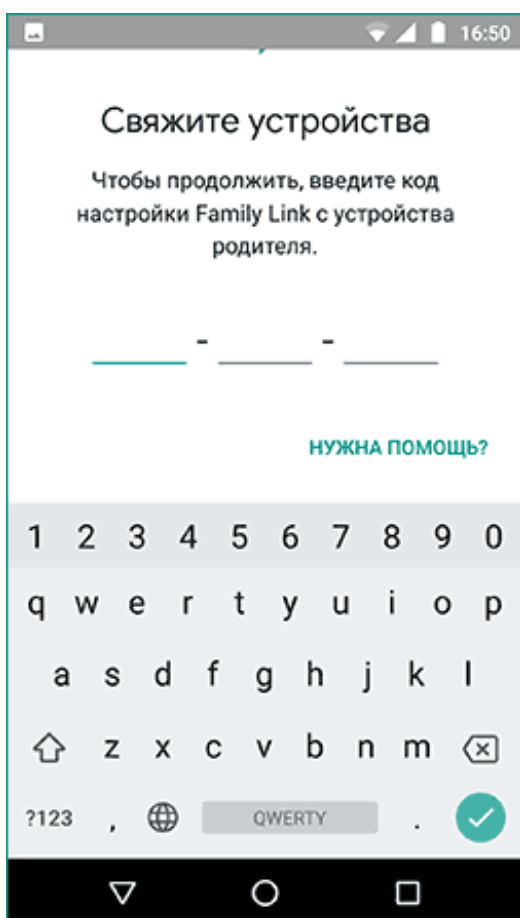 16:50
Свяжите устройства
Чтобы продолжить, введите код
настройки Family Link с устройства
родителя.
- -
НУЖНА ПОМОЩЬ?
1 2 3 4 5 6 7 8 9 0
q w e r t y u i o p
a s d f g h j k l
z x c v b n m
?123 , QWERTY .